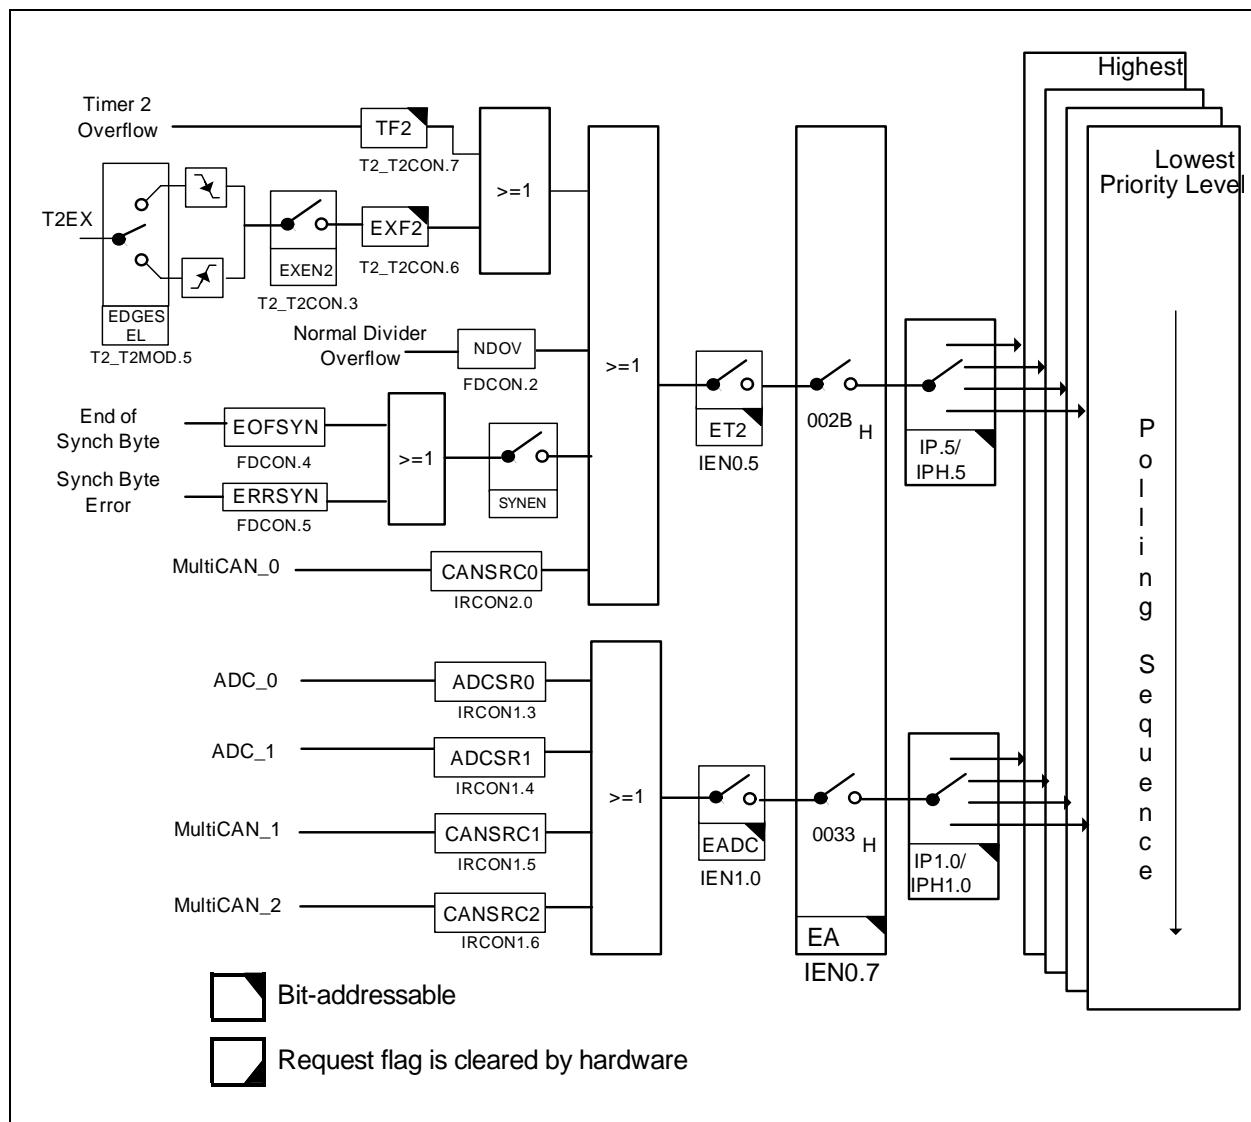 Highest
Timer 2
Overflow
TF2
T2_T2CON.7
>=1
Lowest
Priority Level
T2EX
EXF2
EXEN2
T2_T2CON.6
T2_T2CON.3
EDGES
EL
T2_T2MOD.5
Normal Divider
Overflow
NDOV
FDCON.2
>=1
ET2
IEN0.5
002B H
IP.5/
IPH.5
End of
Synch Byte
EOFSYN
FDCON.4
>=1
SYNEN
Synch Byte
Error
ERRSYN
FDCON.5
MultiCAN_0
CANSRC0
IRCON2.0
P
o
l
l
i
n
g
S
e
q
u
e
n
c
e
ADC_0
ADCSR0
IRCON1.3
ADC_1
ADCSR1
IRCON1.4
>=1
EADC
IEN1.0
0033 H
IP1.0/
IPH1.0
MultiCAN_1
CANSRC1
IRCON1.5
MultiCAN_2
CANSRC2
IRCON1.6
EA
IEN0.7
Bit-addressable
Request flag is cleared by hardware